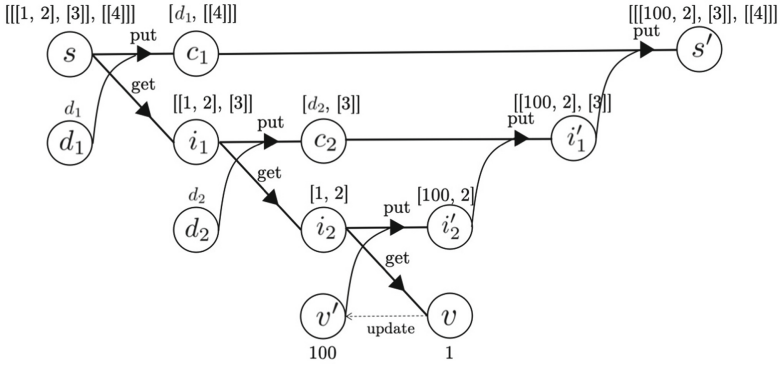 [[[1, 2], [3]], [[4]]] [d₁, [[4]]] [[[100, 2], [3]], [[4]]]
put put
s c₁ s′
get
d₁ [[1, 2], [3]] [d₂, [3]] [[100, 2], [3]]
put put
d₁ i₁ c₂ i′₁
get
d₂ [1, 2] [100, 2]
put
d₂ i₂ i′₂
get
v′ update v
100 1